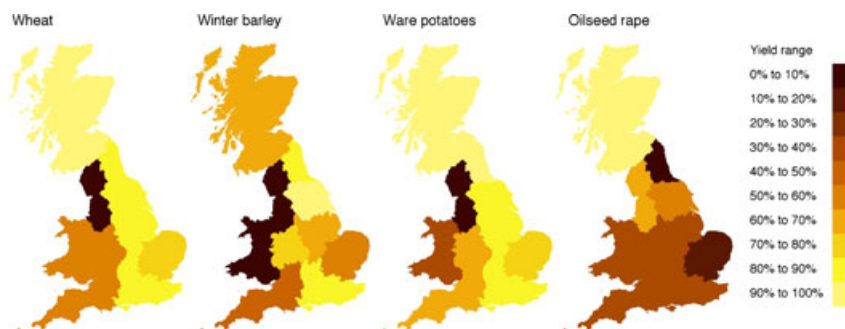 Wheat
Winter barley
Ware potatoes
Oilseed rape
Yield range
0% to 10%
10% to 20%
20% to 30%
30% to 40%
40% to 50%
50% to 60%
60% to 70%
70% to 80%
80% to 90%
90% to 100%